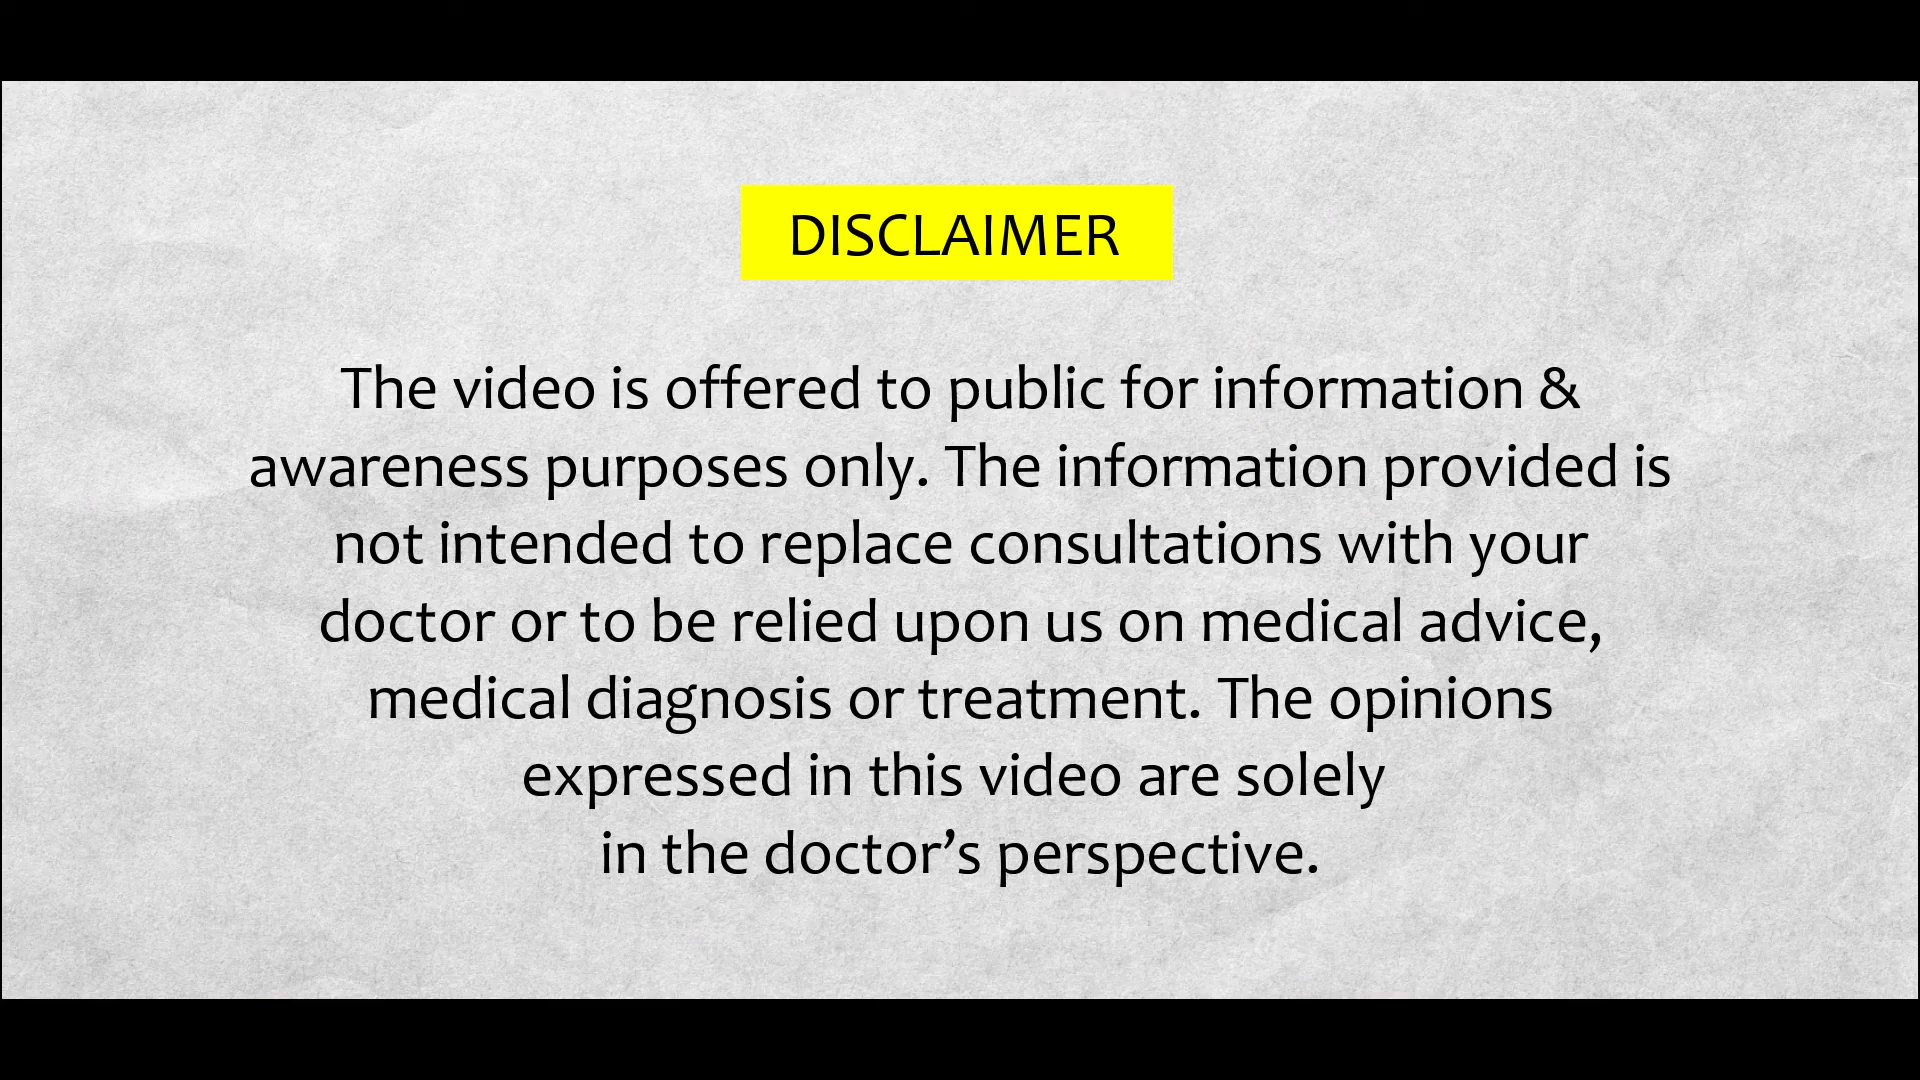 DISCLAIMER
The video is offered to public for information &
awareness purposes only. The information provided is
not intended to replace consultations with your
doctor or to be relied upon us on medical advice,
medical diagnosis or treatment. The opinions
expressed in this video are solely
in the doctor’s perspective.